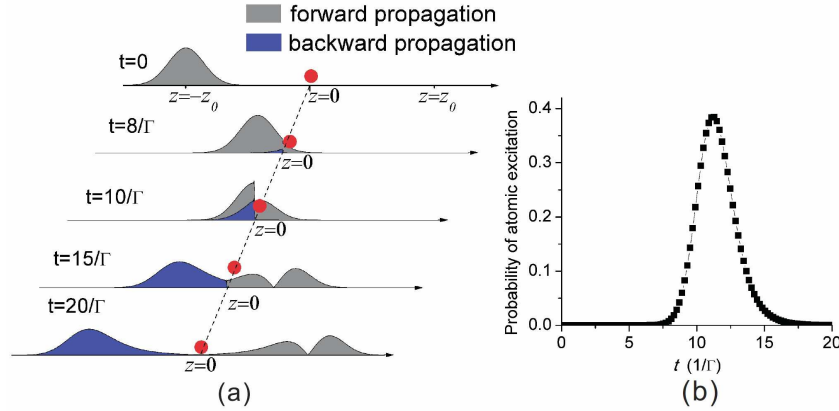 forward propagation
backward propagation
t=0
z=-z₀ z=0 z=z₀
t=8/Γ
z=0
t=10/Γ
z=0
t=15/Γ
z=0
t=20/Γ
z=0
(a)
Probability of atomic excitation
0.4
0.3
0.2
0.1
0.0
0 5 10 15 20
t (1/Γ)
(b)